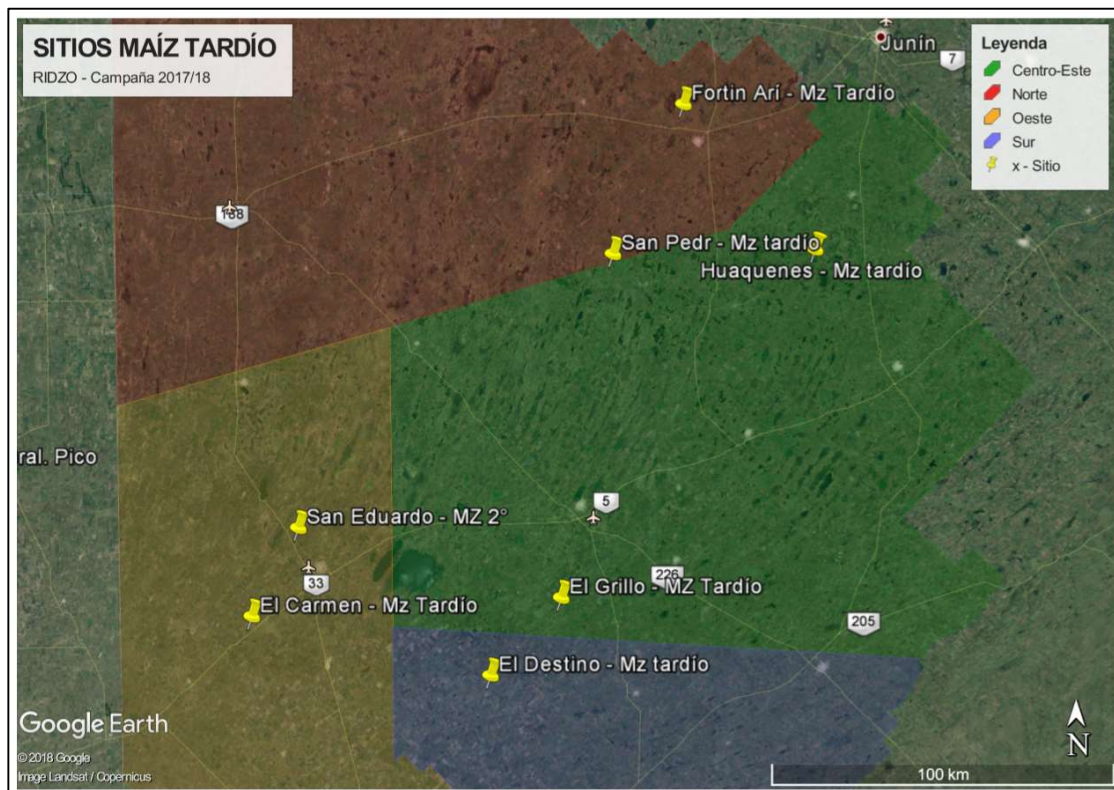 SITIOS MAÍZ TARDÍO
RIDZO - Campaña 2017/18
Junín
7
Leyenda
Centro-Este
Norte
Oeste
Sur
x - Sitio
Fortin Arí - Mz Tardio
188
San Pedr - Mz tardío
Huaquenes - Mz tardío
ral. Pico
San Eduardo - MZ 2°
5
33
226
El Grillo - MZ Tardío
El Carmen - Mz Tardío
205
El Destino - Mz tardío
Google Earth
© 2018 Google
Image Landsat / Copernicus
N
100 km